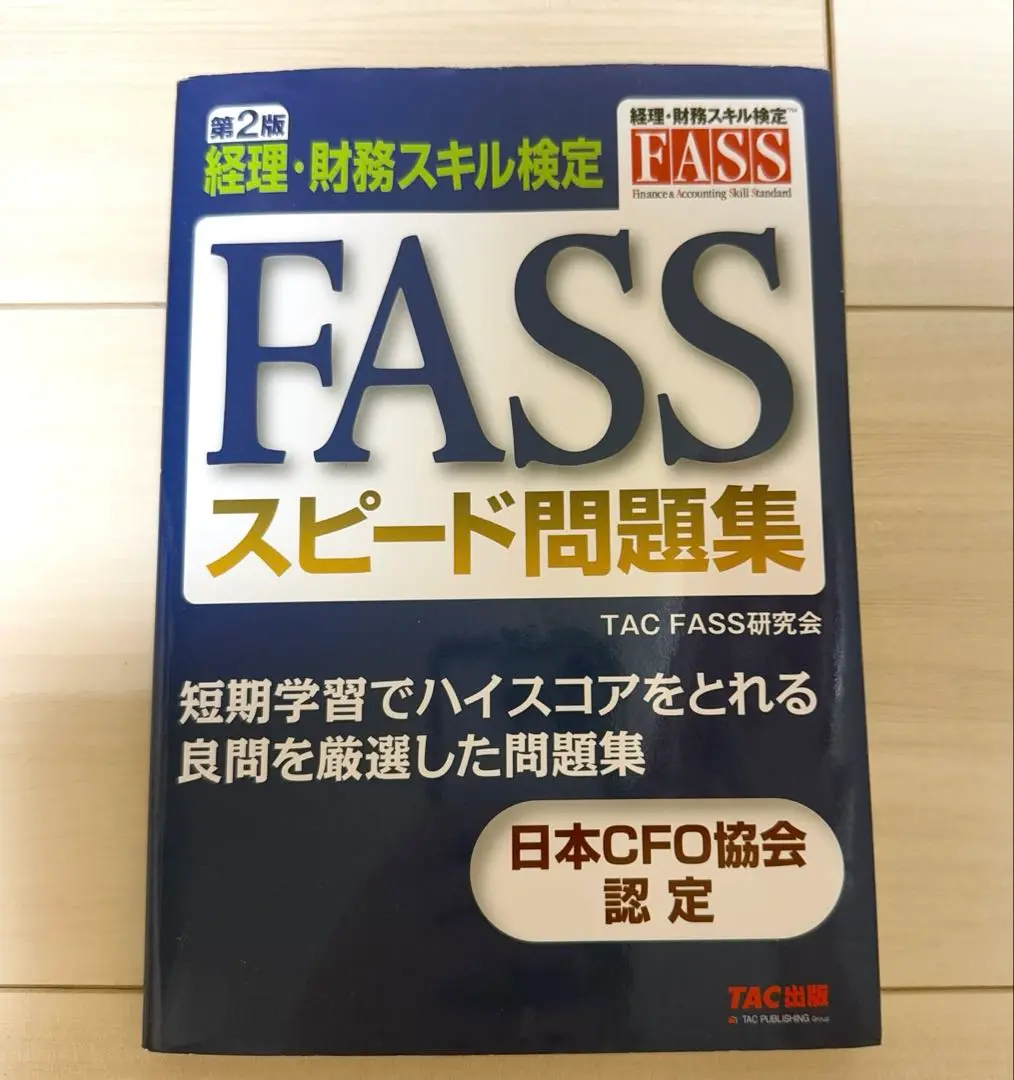 第2版
経理・財務スキル検定
経理・財務スキル検定™
FASS
Finance & Accounting Skill Standard
FASS
スピード問題集
TAC FASS研究会
短期学習でハイスコアをとれる
良問を厳選した問題集
日本CFO協会
認定
TAC出版
TAC PUBLISHING Group